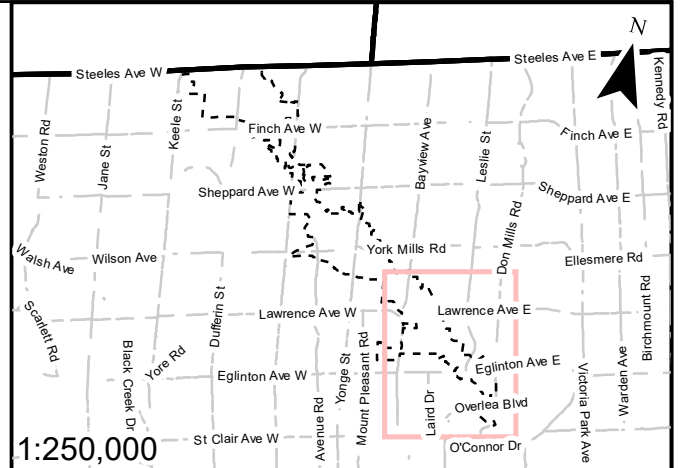 N
Steeles Ave W
Steeles Ave E
Kennedy Rd
Weston Rd
Jane St
Keele St
Finch Ave W
Bayview Ave
Leslie St
Finch Ave E
Sheppard Ave W
Sheppard Ave E
Don Mills Rd
Walsh Ave
Wilson Ave
York Mills Rd
Ellesmere Rd
Scarlett Rd
Dufferin St
Lawrence Ave W
Lawrence Ave E
Birchmount Rd
Black Creek Dr
Yore Rd
Eglinton Ave W
Avenue Rd
Yonge St
Mount Pleasant Rd
Laird Dr
Eglinton Ave E
Overlea Blvd
Victoria Park Ave
Warden Ave
1:250,000
St Clair Ave W
O'Connor Dr